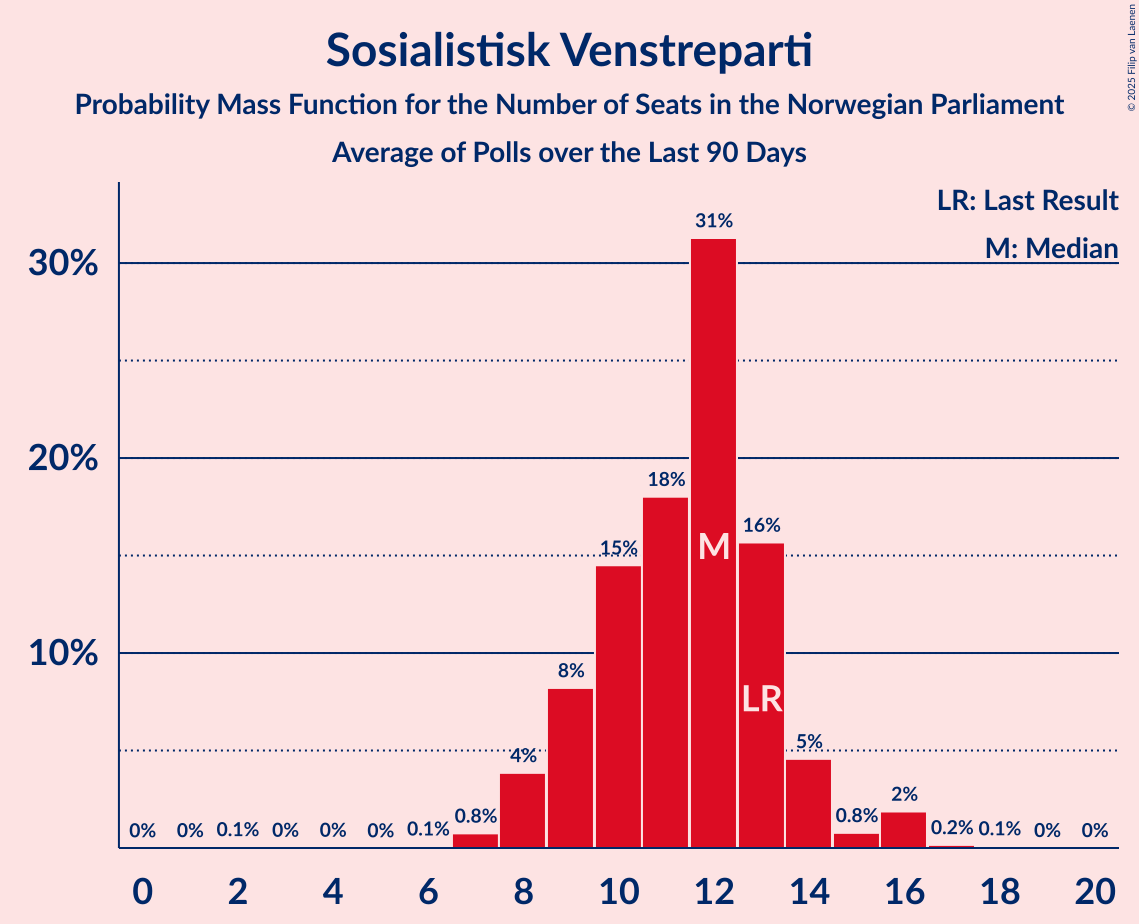 Sosialistisk Venstreparti
Probability Mass Function for the Number of Seats in the Norwegian Parliament
Average of Polls over the Last 90 Days
© 2025 Filip van Laenen
LR: Last Result
M: Median
30%
20%
10%
0% 0% 0.1% 0% 0% 0% 0.1% 0.8% 4% 8% 15% 18% 31% 16% 5% 0.8% 2% 0.2% 0.1% 0% 0%
M
LR
0 2 4 6 8 10 12 14 16 18 20